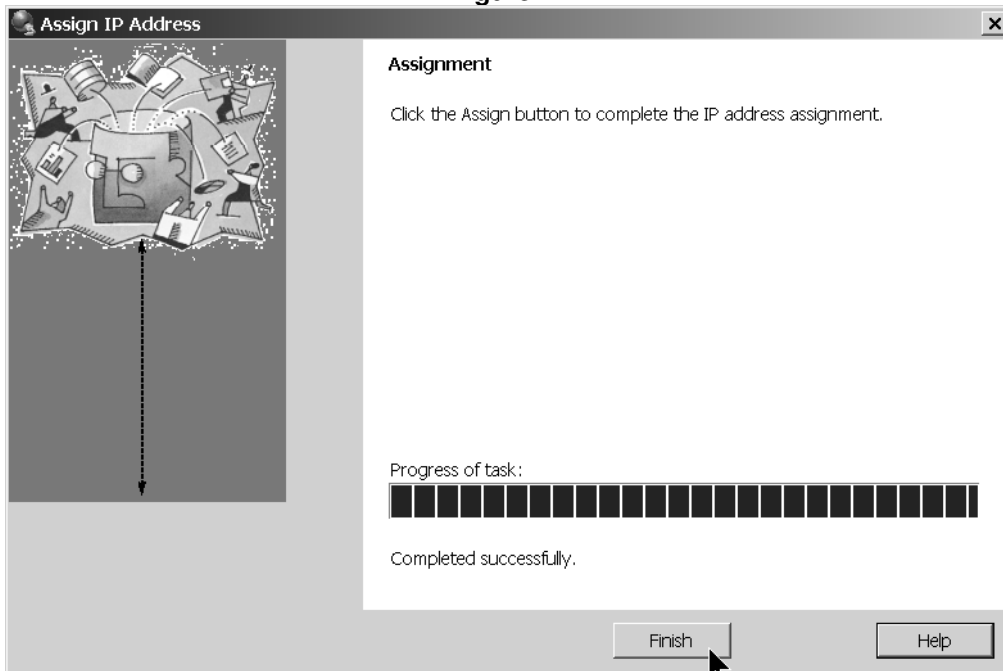 Assign IP Address
Assignment
Click the Assign button to complete the IP address assignment.
Progress of task:
Completed successfully.
Finish
Help